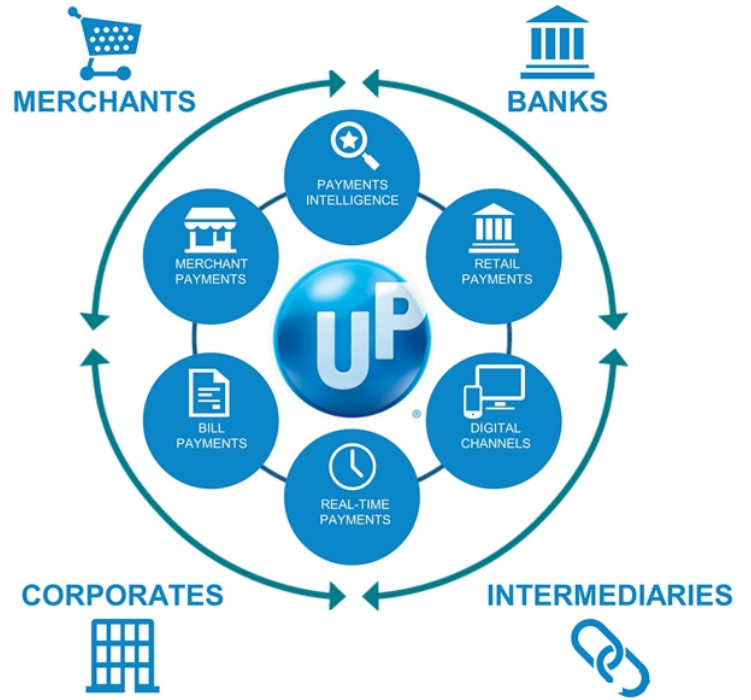 MERCHANTS
BANKS
PAYMENTS
INTELLIGENCE
MERCHANT
PAYMENTS
RETAIL
PAYMENTS
UP
®
BILL
PAYMENTS
DIGITAL
CHANNELS
REAL-TIME
PAYMENTS
CORPORATES
INTERMEDIARIES